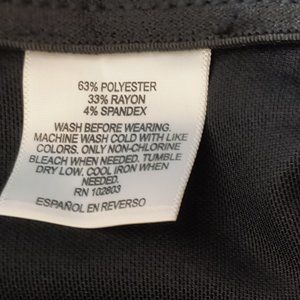 63% POLYESTER
33% RAYON
4% SPANDEX
WASH BEFORE WEARING.
MACHINE WASH COLD WITH LIKE
COLORS. ONLY NON-CHLORINE
BLEACH WHEN NEEDED. TUMBLE
DRY LOW. COOL IRON WHEN
NEEDED.
RN 102803
ESPAÑOL EN REVERSO